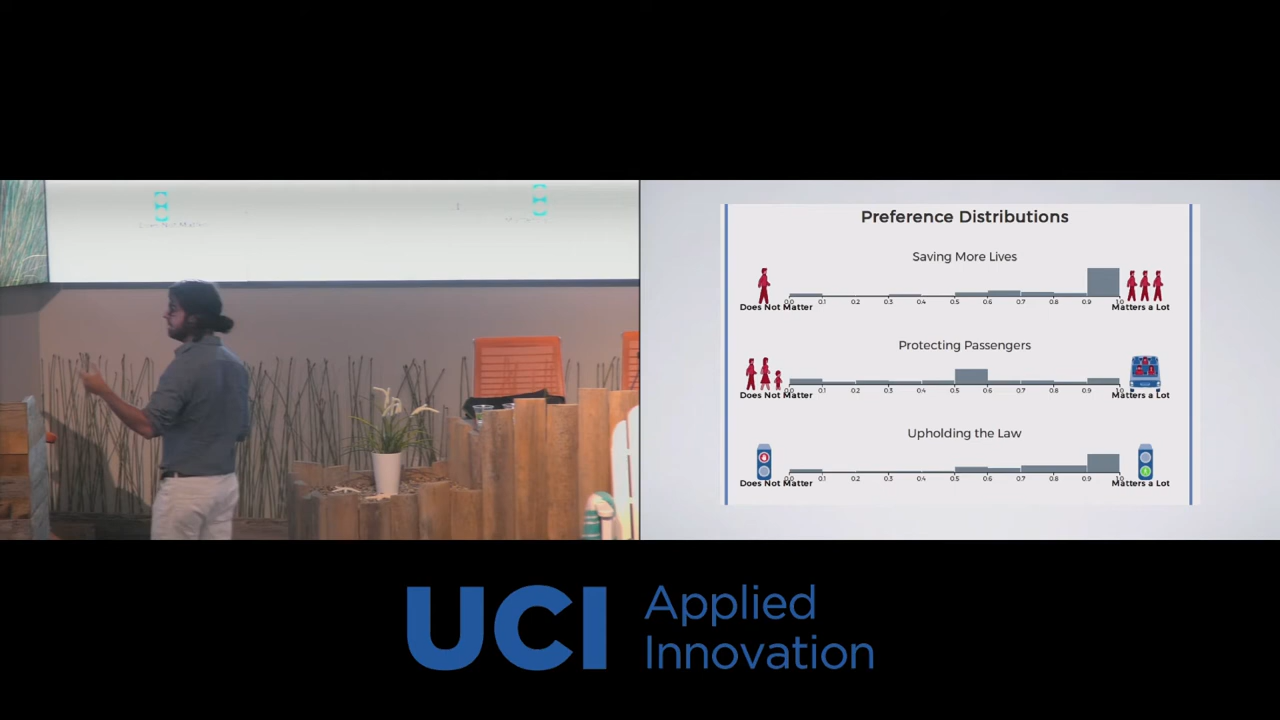 Preference Distributions
Saving More Lives
0.0 0.1 0.2 0.3 0.4 0.5 0.6 0.7 0.8 0.9 1.0
Does Not Matter Matters a Lot
Protecting Passengers
0.0 0.1 0.2 0.3 0.4 0.5 0.6 0.7 0.8 0.9 1.0
Does Not Matter Matters a Lot
Upholding the Law
0.0 0.1 0.2 0.3 0.4 0.5 0.6 0.7 0.8 0.9 1.0
Does Not Matter Matters a Lot
UCI Applied
Innovation